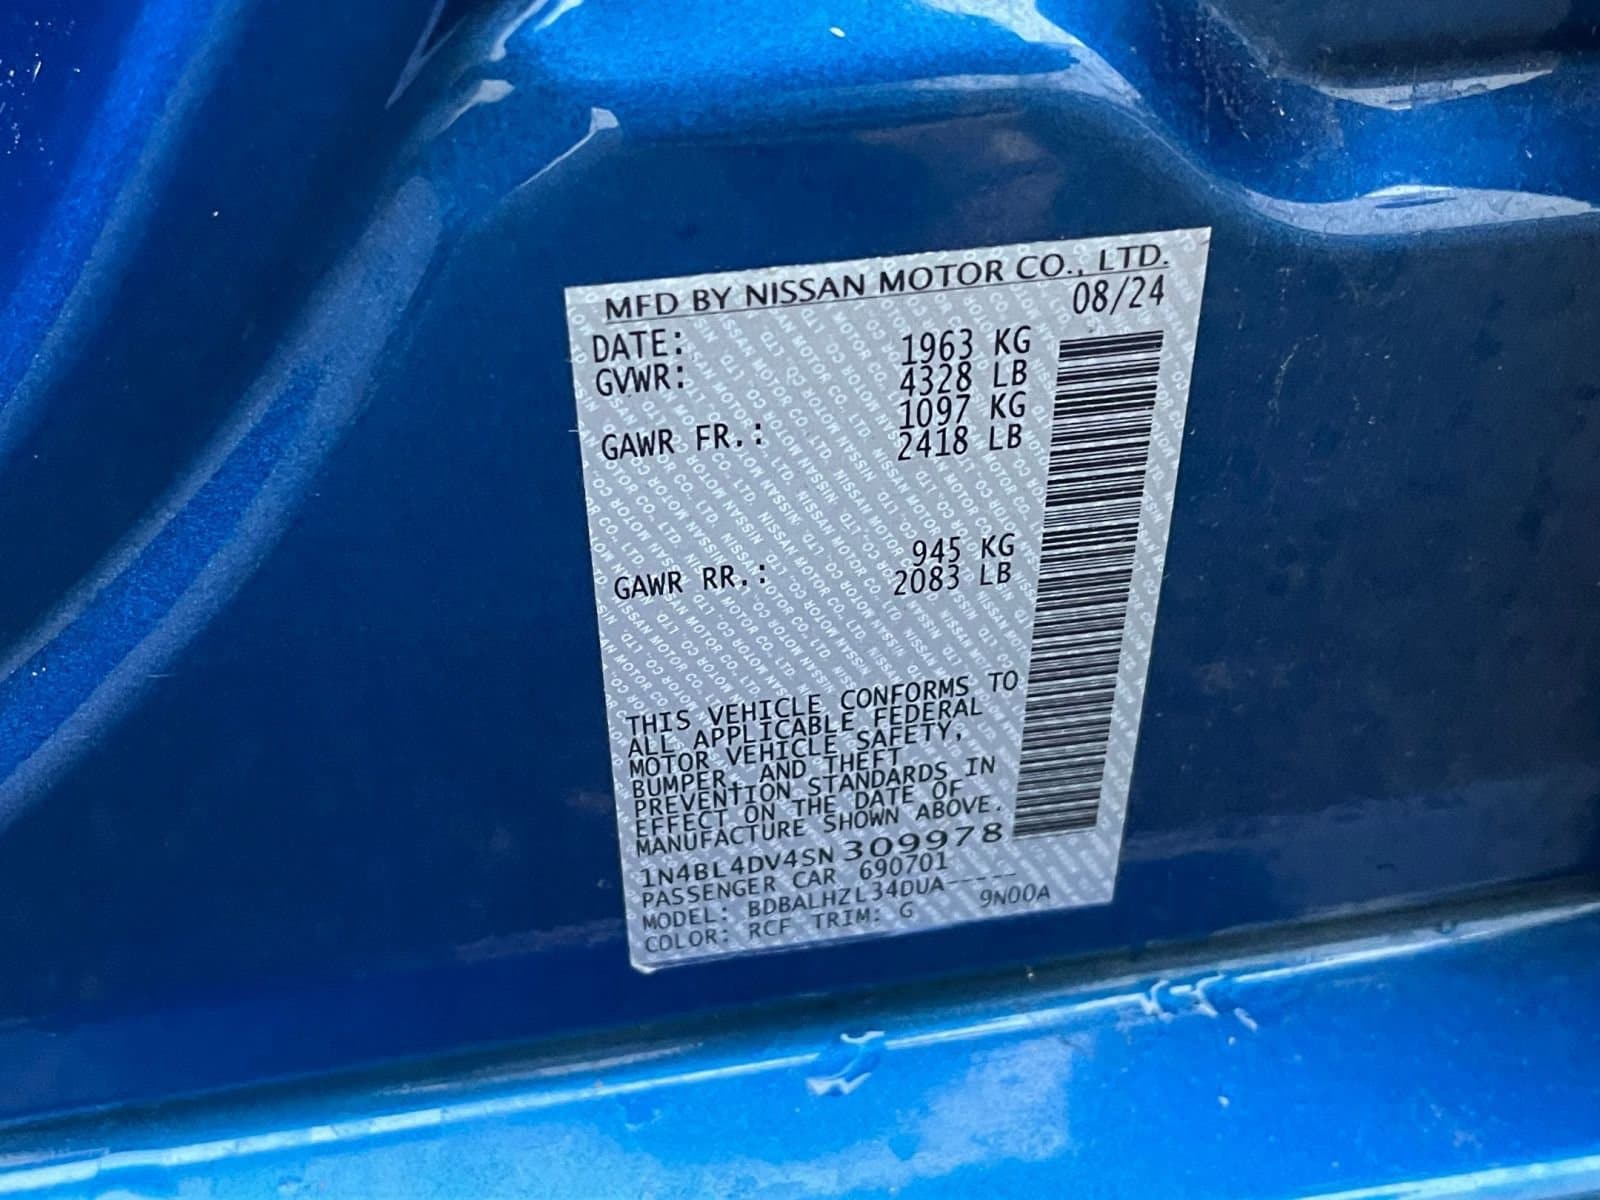 MFD BY NISSAN MOTOR CO., LTD.
DATE: 08/24
GVWR: 1963 KG
4328 LB
GAWR FR.: 1097 KG
2418 LB
GAWR RR.: 945 KG
2083 LB
THIS VEHICLE CONFORMS TO
ALL APPLICABLE FEDERAL
MOTOR VEHICLE SAFETY,
BUMPER, AND THEFT
PREVENTION STANDARDS IN
EFFECT ON THE DATE OF
MANUFACTURE SHOWN ABOVE.
1N4BL4DV4SN309978
PASSENGER CAR 690701
MODEL: BDBALHZL34DUA-----
COLOR: RCF TRIM: G 9N00A